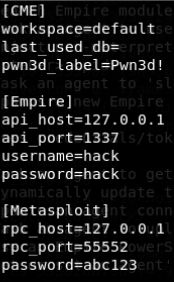 [CME]
workspace=default
last_used_db=
pwn3d_label=Pwn3d!
[Empire]
api_host=127.0.0.1
api_port=1337
username=hack
password=hack
[Metasploit]
rpc_host=127.0.0.1
rpc_port=55552
password=abc123